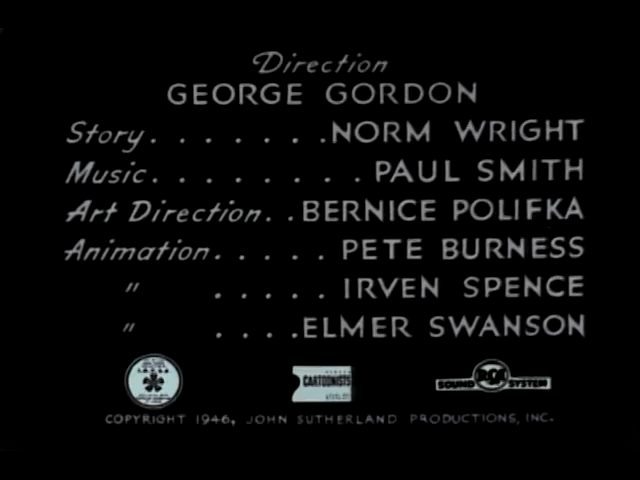 Direction
GEORGE GORDON
Story.......NORM WRIGHT
Music........PAUL SMITH
Art Direction..BERNICE POLIFKA
Animation.....PETE BURNESS
" .....IRVEN SPENCE
" ....ELMER SWANSON
CARTOONISTS
RCA
SOUND SYSTEM
COPYRIGHT 1946, JOHN SUTHERLAND PRODUCTIONS, INC.